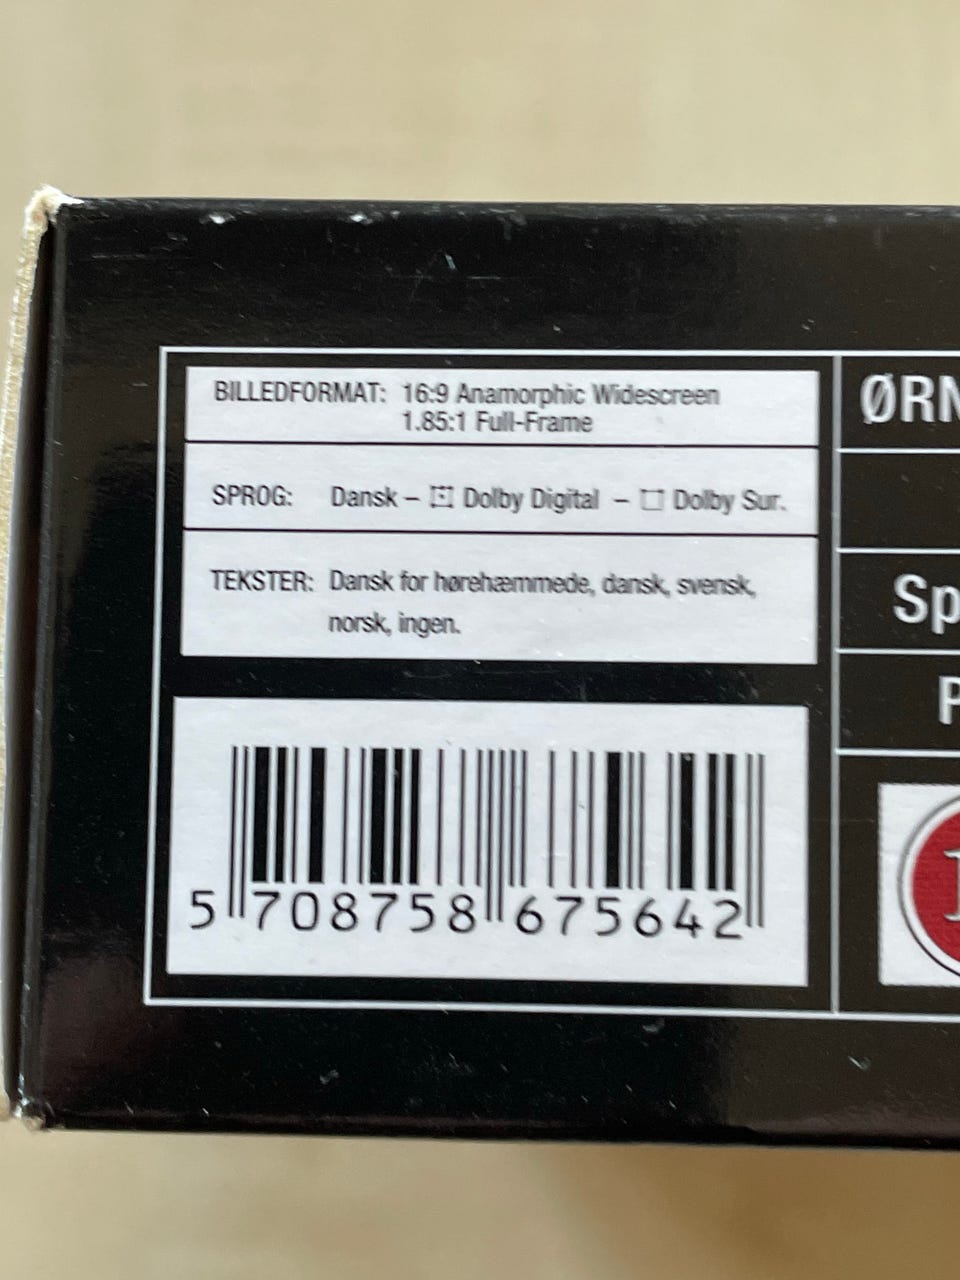 BILLEDFORMAT: 16:9 Anamorphic Widescreen
1.85:1 Full-Frame
SPROG: Dansk – Dolby Digital – Dolby Sur.
TEKSTER: Dansk for hørehæmmede, dansk, svensk,
norsk, ingen.
5 708758 675642
ØRN
Sp
P
1